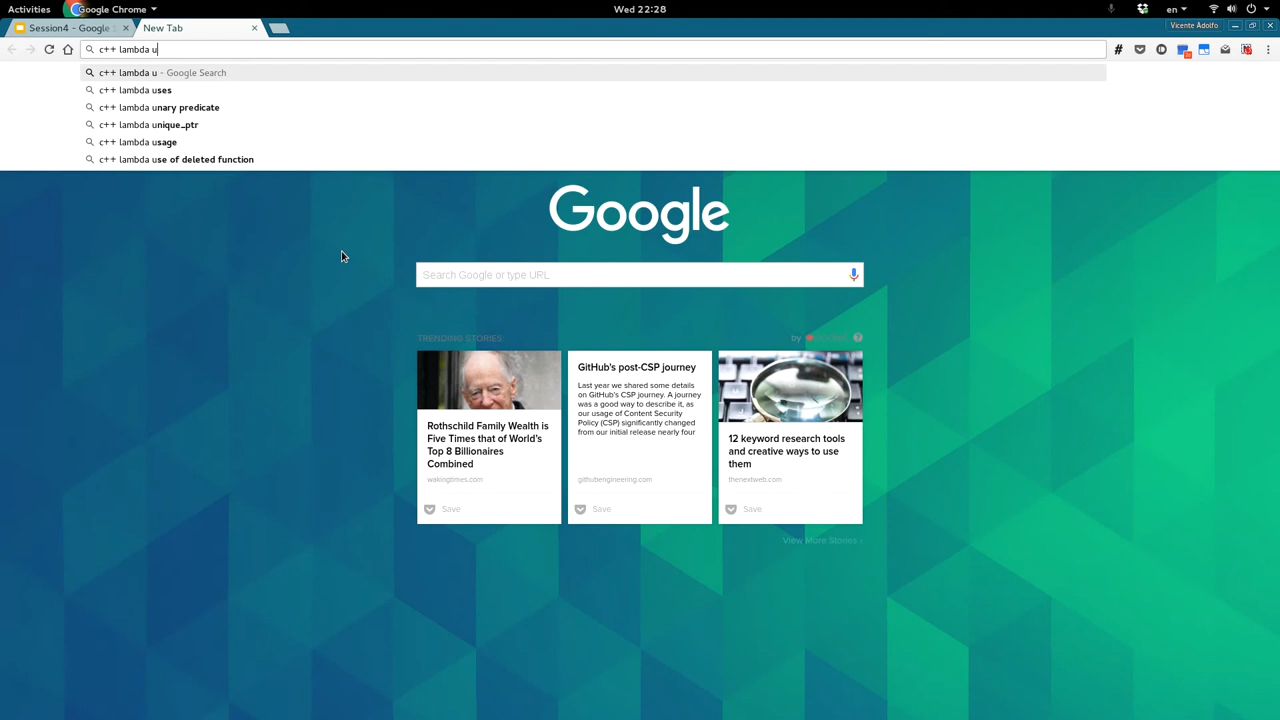 Activities
Google Chrome
Wed 22:28
en
Session4 - Google
New Tab
Vicente Adolfo
c++ lambda u
c++ lambda u - Google Search
c++ lambda uses
c++ lambda unary predicate
c++ lambda unique_ptr
c++ lambda usage
c++ lambda use of deleted function
Google
Search Google or type URL
TRENDING STORIES
by
Rothschild Family Wealth is
Five Times that of World's
Top 8 Billionaires
Combined
wakingtimes.com
Save
GitHub's post-CSP journey
Last year we shared some details
on GitHub's CSP journey. A journey
was a good way to describe it, as
our usage of Content Security
Policy (CSP) significantly changed
from our initial release nearly four
githubengineering.com
Save
12 keyword research tools
and creative ways to use
them
thenextweb.com
Save
View More Stories ›